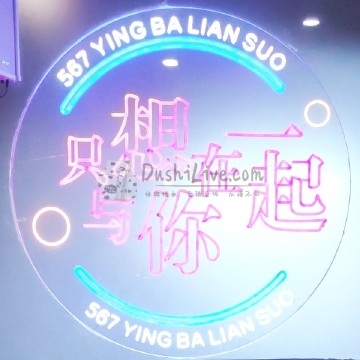 567 YING BA LIAN SUO
只想
与你
在一起
DushiLive.com
567 YING BA LIAN SUO